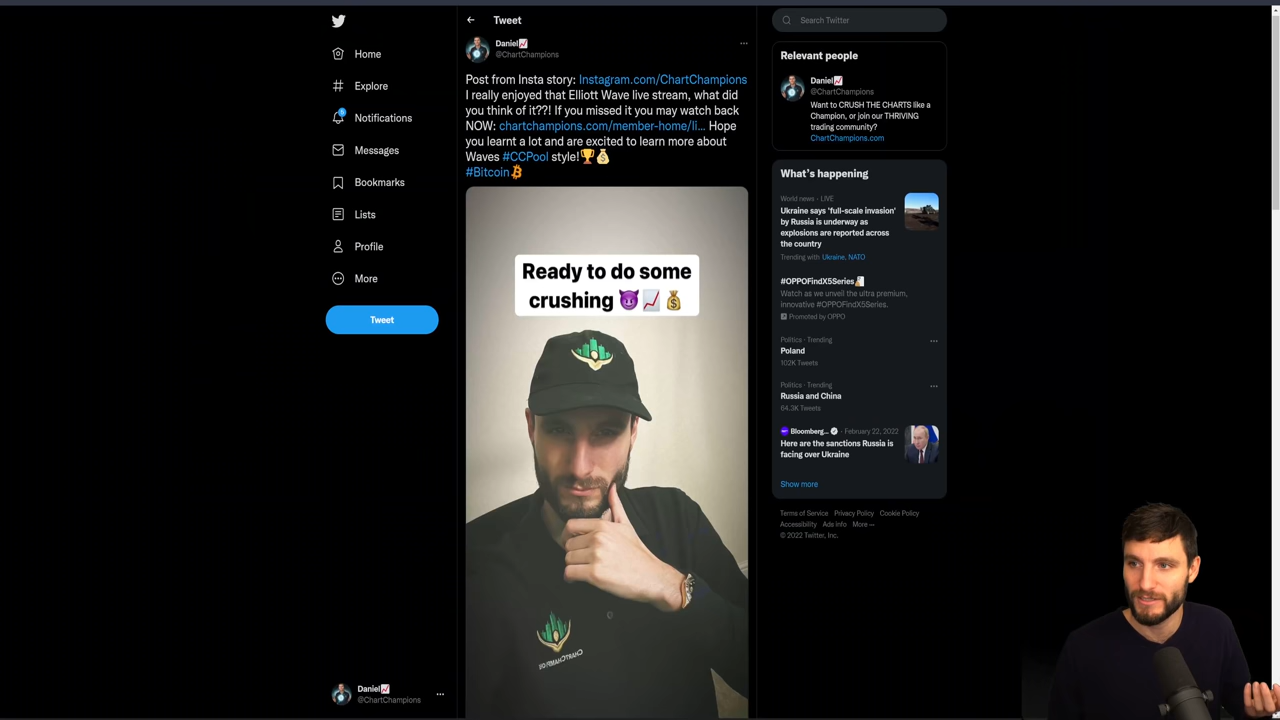 Home
Explore
5
Notifications
Messages
Bookmarks
Lists
Profile
More
Tweet
Daniel📈
@ChartChampions
Tweet
Daniel📈
@ChartChampions
Post from Insta story: Instagram.com/ChartChampions
I really enjoyed that Elliott Wave live stream, what did
you think of it??! If you missed it you may watch back
NOW: chartchampions.com/member-home/li… Hope
you learnt a lot and are excited to learn more about
Waves #CCPool style!🏆💰
#Bitcoin
Ready to do some
crushing 😈📈💰
CHARTCHAMPIONS
Search Twitter
Relevant people
Daniel📈
@ChartChampions
Want to CRUSH THE CHARTS like a
Champion, or join our THRIVING
trading community?
ChartChampions.com
What's happening
World news · LIVE
Ukraine says 'full-scale invasion'
by Russia is underway as
explosions are reported across
the country
Trending with Ukraine, NATO
#OPPOFindX5Series
Watch as we unveil the ultra premium,
innovative #OPPOFindX5Series.
Promoted by OPPO
Politics · Trending
Poland
102K Tweets
Politics · Trending
Russia and China
64.3K Tweets
Bloomberg... · February 22, 2022
Here are the sanctions Russia is
facing over Ukraine
Show more
Terms of Service Privacy Policy Cookie Policy
Accessibility Ads info More ···
© 2022 Twitter, Inc.